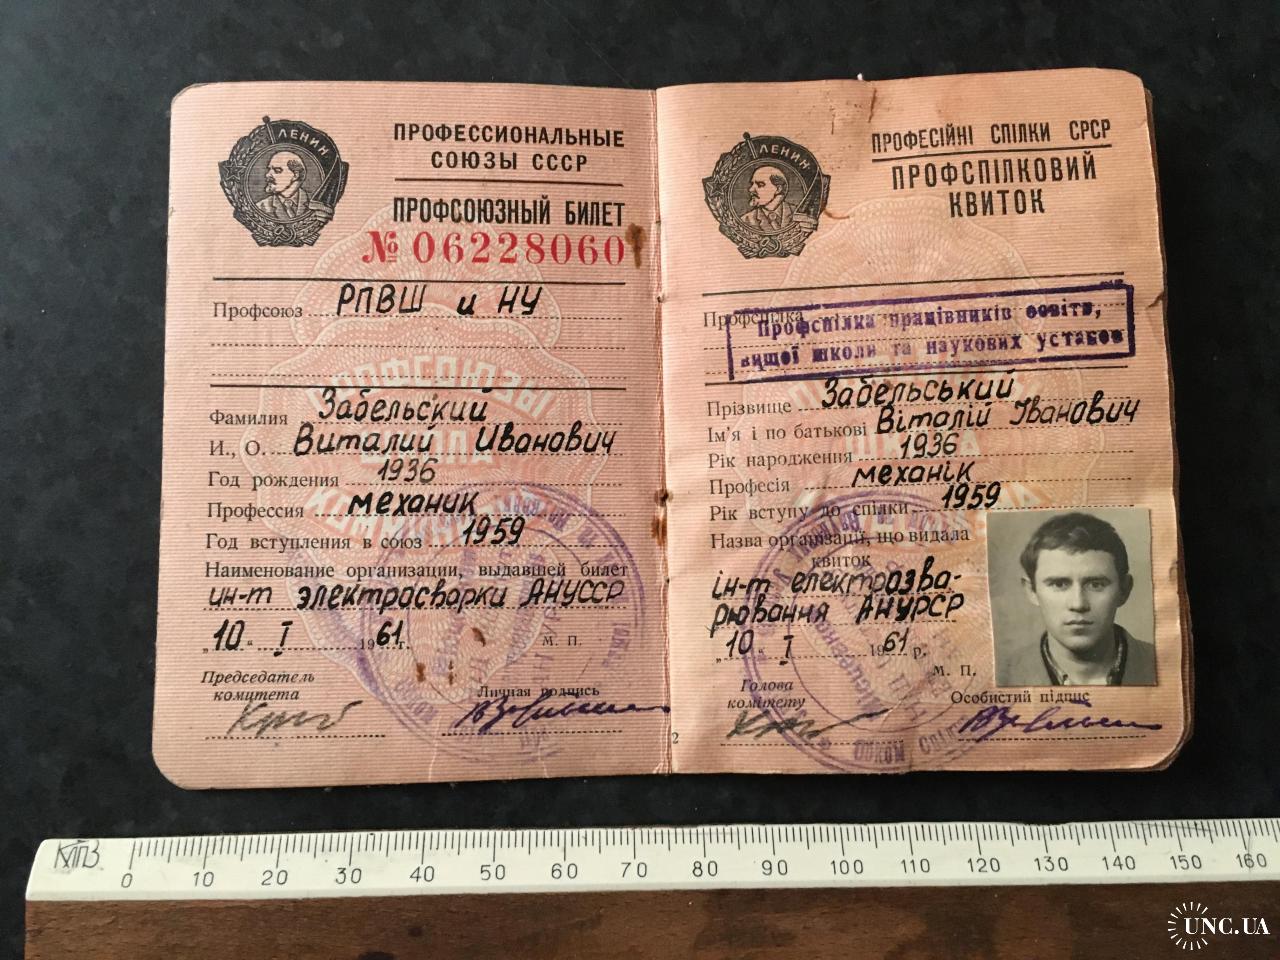 ЛЕНИН
ПРОФЕССИОНАЛЬНЫЕ
СОЮЗЫ СССР
ПРОФСОЮЗНЫЙ БИЛЕТ
№ 06228060
Профсоюз РПВШ и НУ
Фамилия Забельский
И., О. Виталий Иванович
Год рождения 1936
Профессия механик
Год вступления в союз 1959
Наименование организации, выдавшей билет
ин-т электросварки АНУССР
„10“ I 1961 г. М. П.
Председатель
комитета
Личная подпись
ЛЕНИН
ПРОФЕСІЙНІ СПІЛКИ СРСР
ПРОФСПІЛКОВИЙ
КВИТОК
Профспілка
Профспілка працівників освіти,
вищої школи та наукових установ
Прізвище Забельський
Ім'я і по батькові Віталій Іванович
Рік народження 1936
Професія механік
Рік вступу до спілки 1959
Назва організації, що видала
квиток
ін-т електрозва-
рювання АНУРСР
„10“ I 1961 р.
М. П.
Голова
комітету
Особистий підпис
2
КПЗ
0 10 20 30 40 50 60 70 80 90 100 110 120 130 140 150 160
UNC.UA